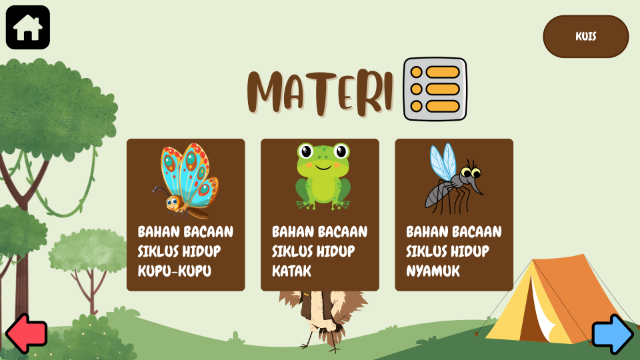 KUIS
MATERI
BAHAN BACAAN
SIKLUS HIDUP
KUPU-KUPU
BAHAN BACAAN
SIKLUS HIDUP
KATAK
BAHAN BACAAN
SIKLUS HIDUP
NYAMUK